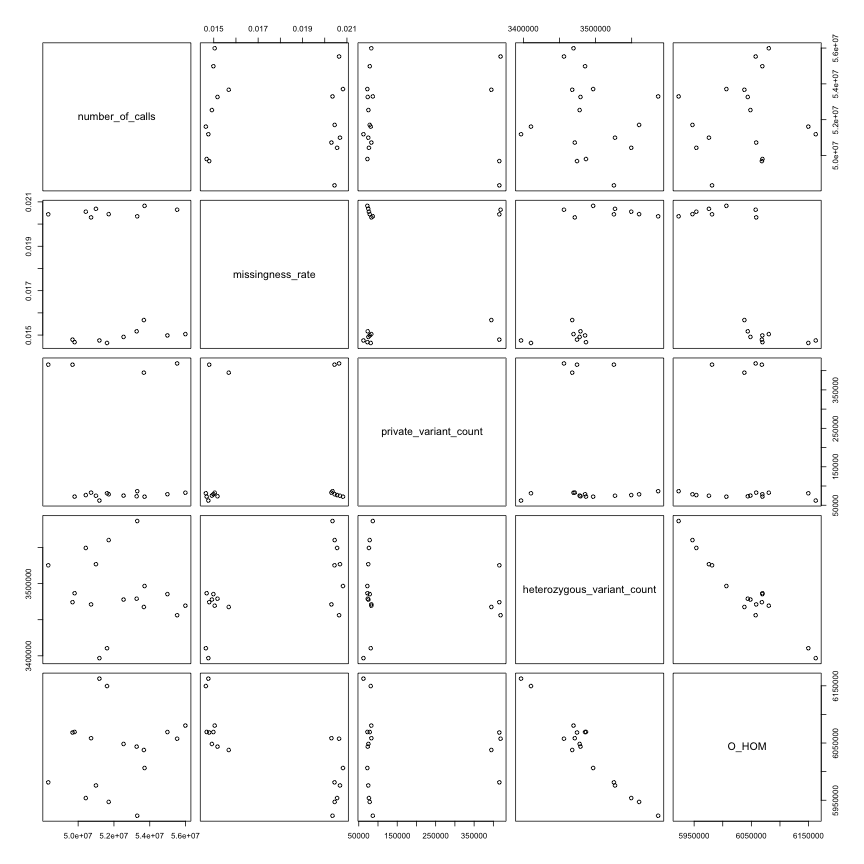 0.015 0.019 0.021
3400000 3500000
number_of_calls
5.0e+07 5.2e+07 5.4e+07 5.6e+07
0.015 0.017 0.019 0.021
missingness_rate
private_variant_count
50000 150000 250000 350000
3400000 3500000
heterozygous_variant_count
O_HOM
5950000 6050000 6150000
5.0e+07 5.2e+07 5.4e+07 5.6e+07
50000 150000 250000 350000
5950000 6050000 6150000